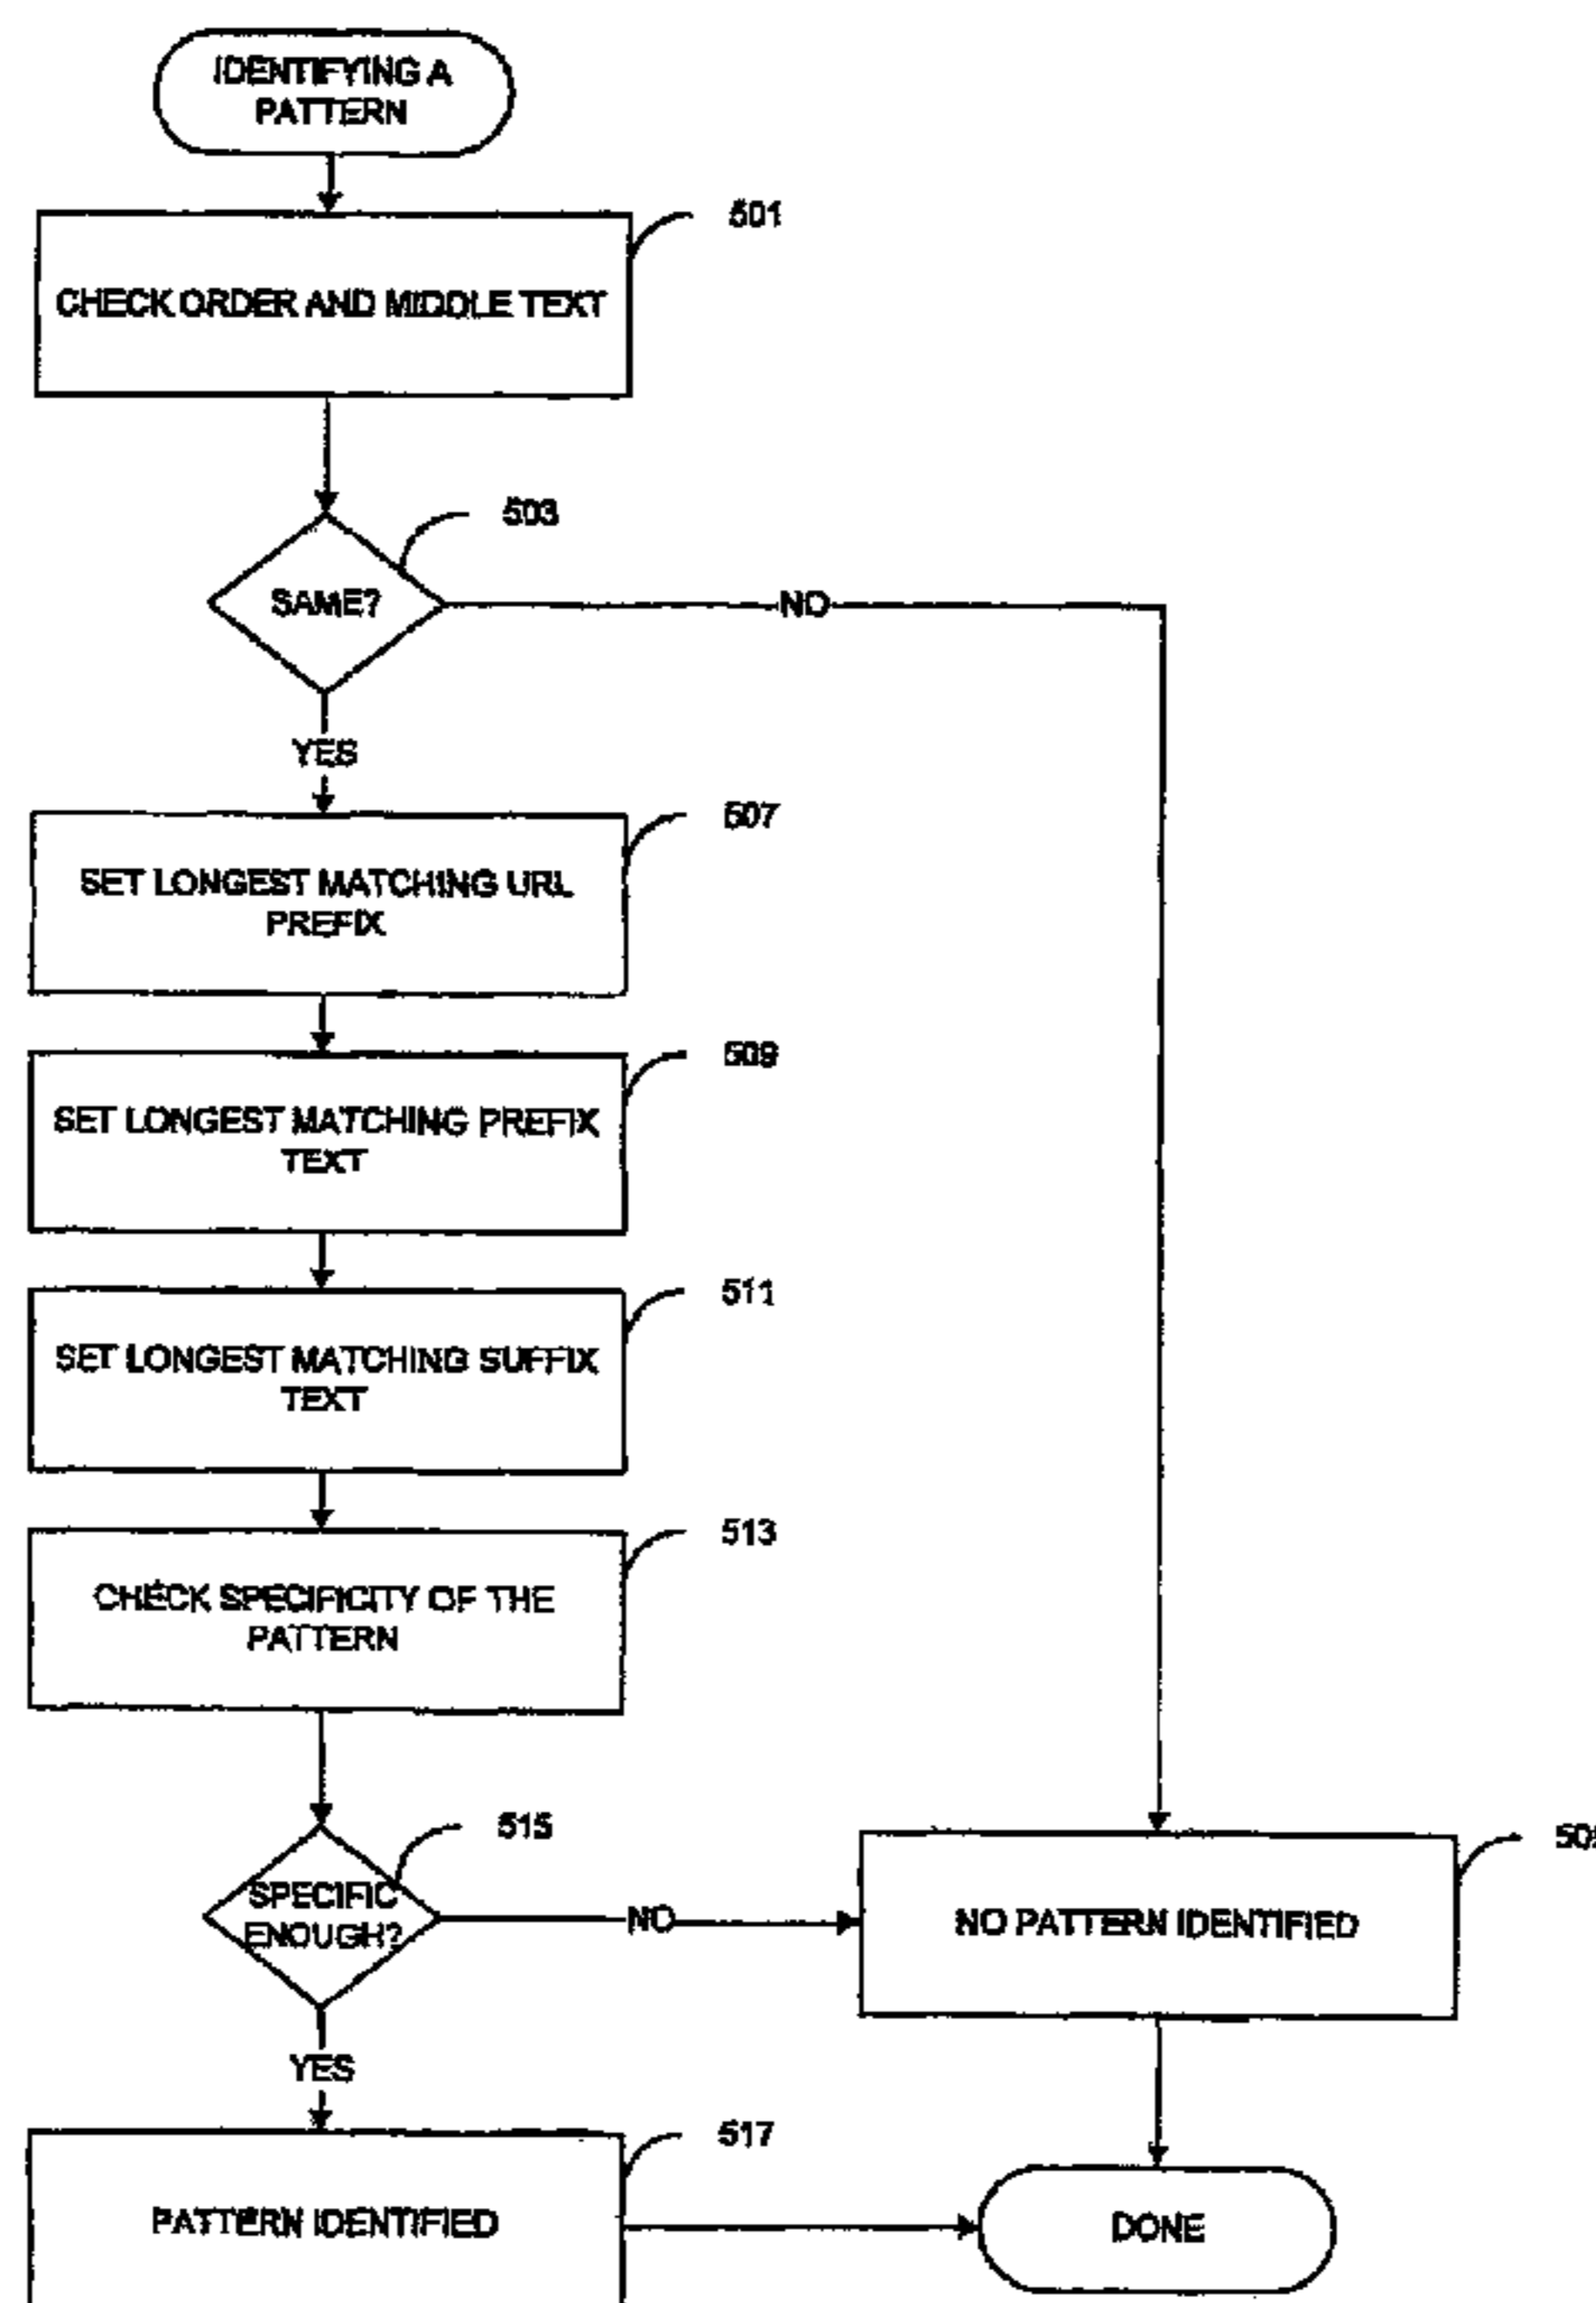 IDENTIFYING A
PATTERN
501
CHECK ORDER AND MIDDLE TEXT
503
SAME?
NO
YES
507
SET LONGEST MATCHING URL
PREFIX
509
SET LONGEST MATCHING PREFIX
TEXT
511
SET LONGEST MATCHING SUFFIX
TEXT
513
CHECK SPECIFICITY OF THE
PATTERN
515
SPECIFIC
ENOUGH?
NO
NO PATTERN IDENTIFIED
YES
517
PATTERN IDENTIFIED
DONE